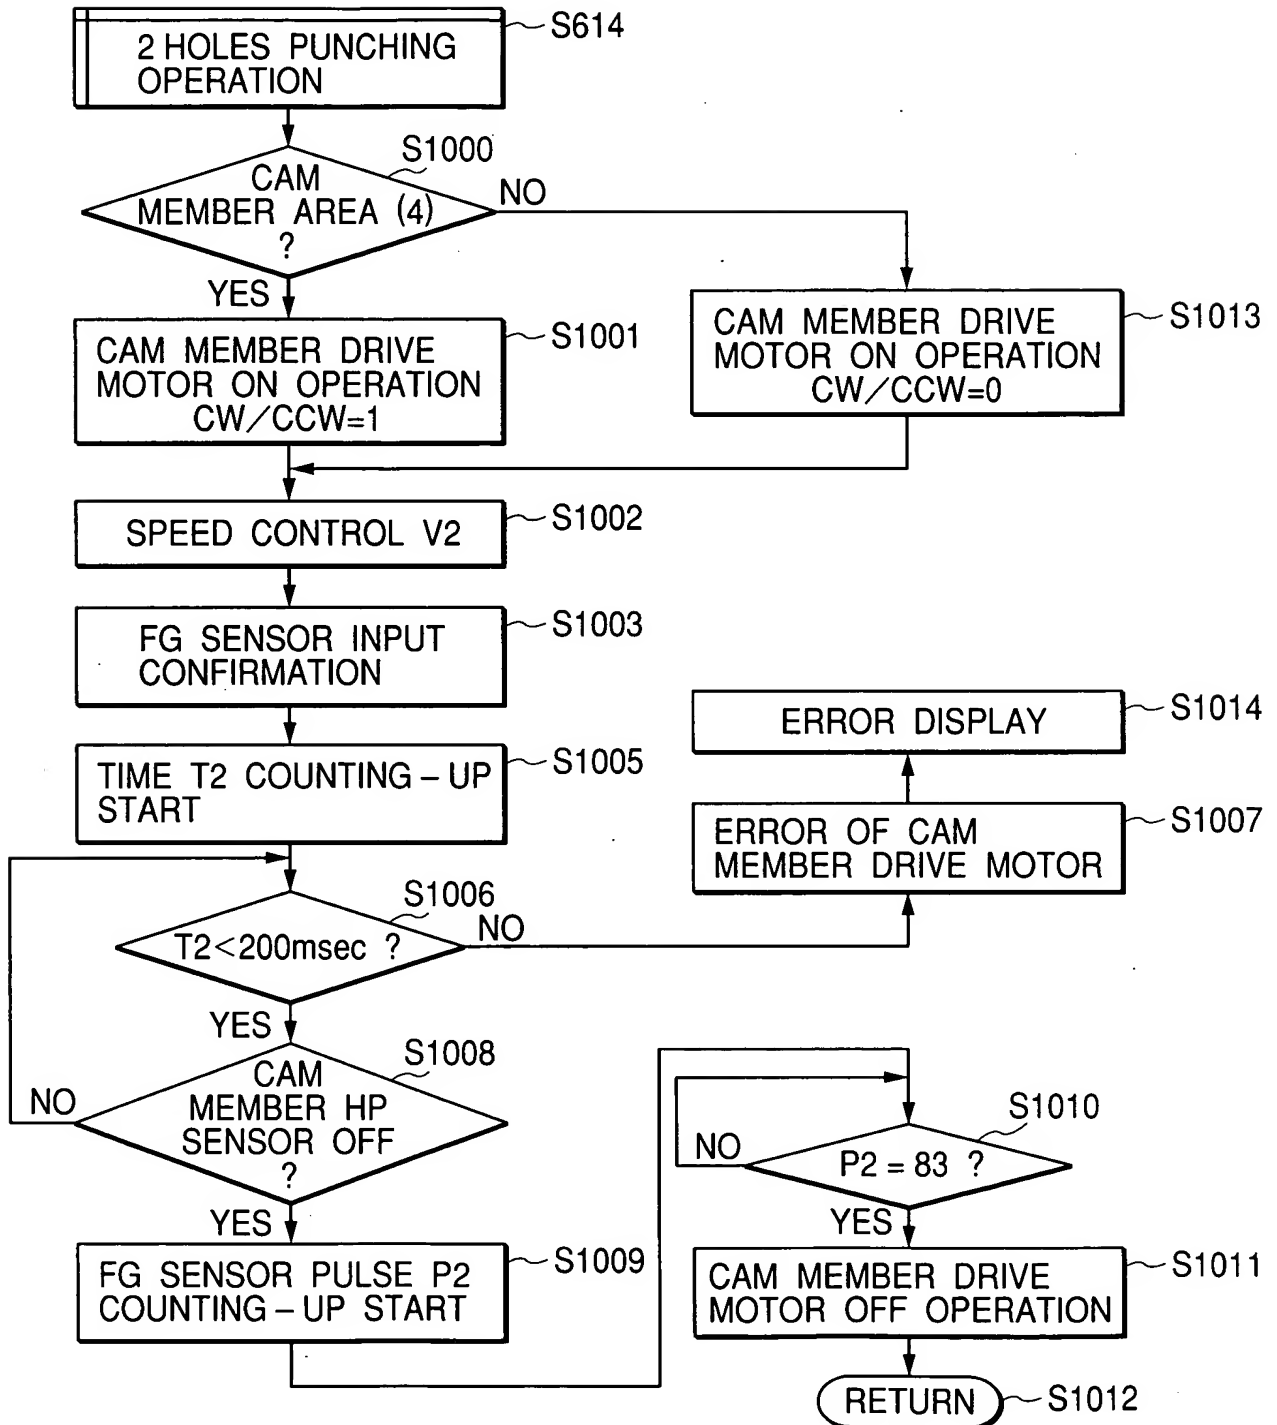 2 HOLES PUNCHING
OPERATION
S614
S1000
CAM
MEMBER AREA (4)
?
NO
YES
CAM MEMBER DRIVE
MOTOR ON OPERATION
CW/CCW=1
S1001
CAM MEMBER DRIVE
MOTOR ON OPERATION
CW/CCW=0
S1013
SPEED CONTROL V2
S1002
FG SENSOR INPUT
CONFIRMATION
S1003
TIME T2 COUNTING-UP
START
S1005
ERROR DISPLAY
S1014
ERROR OF CAM
MEMBER DRIVE MOTOR
S1007
S1006
T2<200msec ?
NO
YES
S1008
CAM
MEMBER HP
SENSOR OFF
?
NO
YES
FG SENSOR PULSE P2
COUNTING-UP START
S1009
S1010
P2=83 ?
NO
YES
CAM MEMBER DRIVE
MOTOR OFF OPERATION
S1011
RETURN
S1012